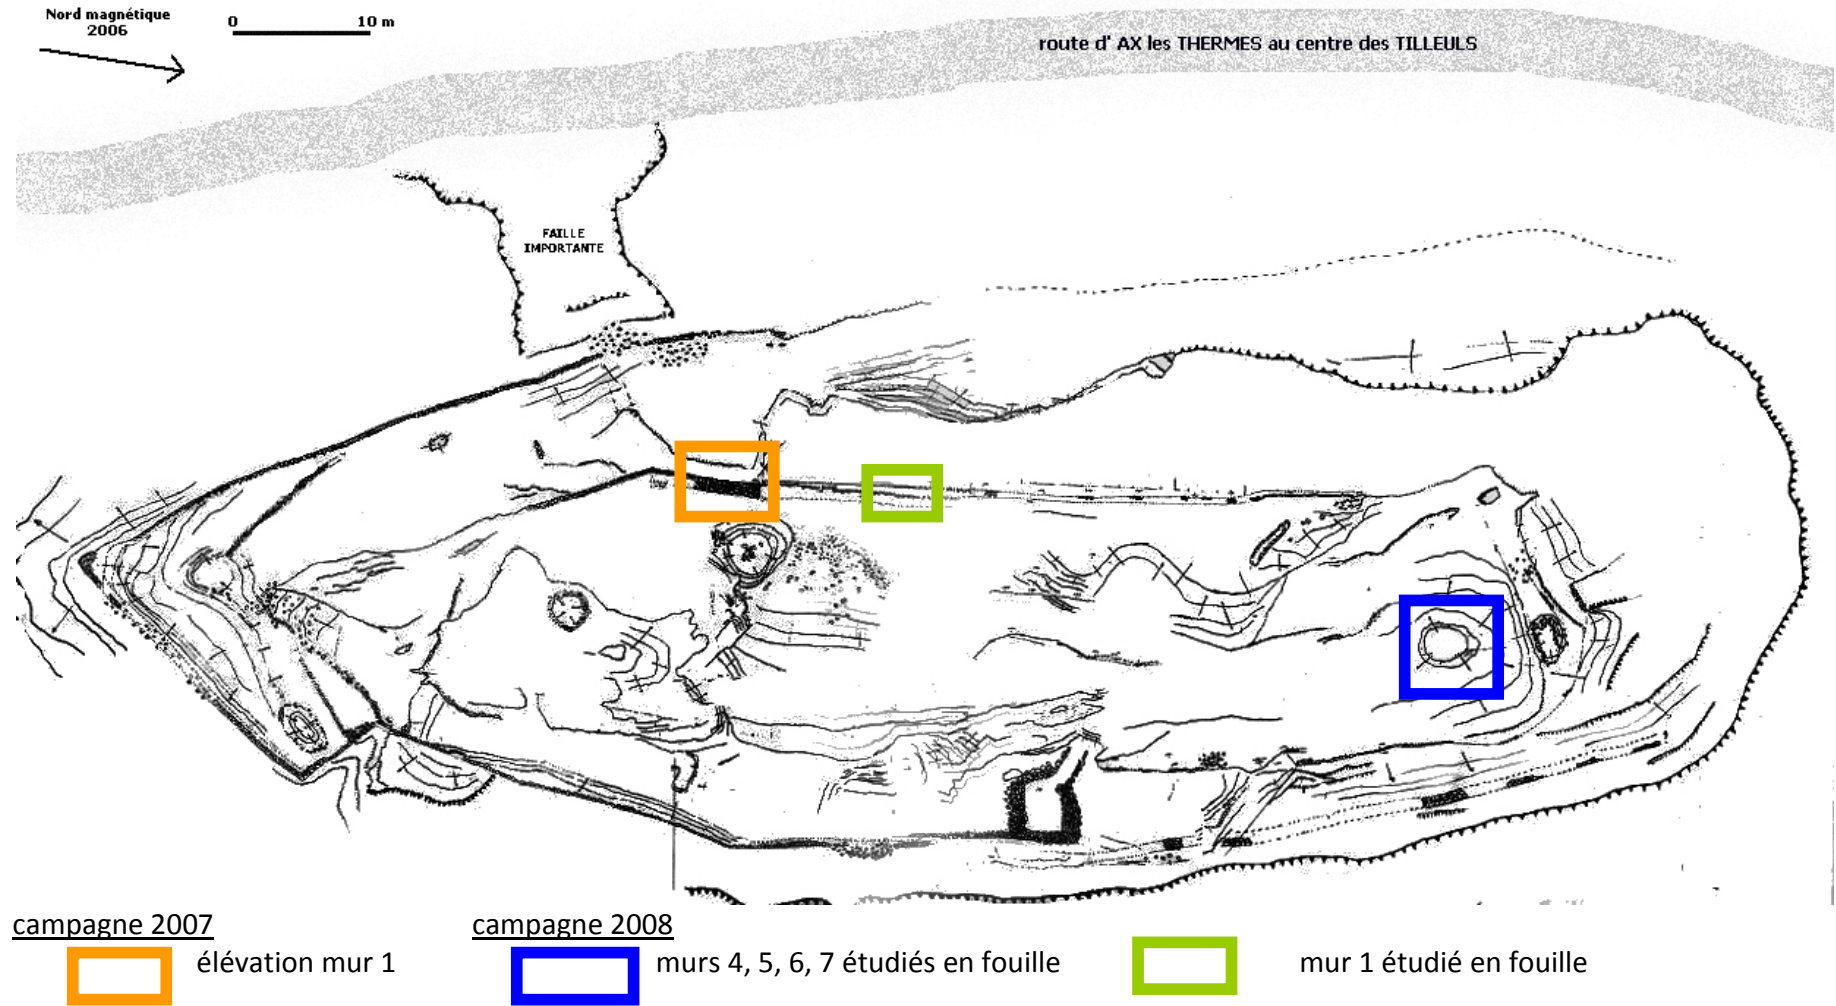 Nord magnétique
2006
0 10 m
route d' AX les THERMES au centre des TILLEULS
FAILLE
IMPORTANTE
campagne 2007
campagne 2008
élévation mur 1
murs 4, 5, 6, 7 étudiés en fouille
mur 1 étudié en fouille